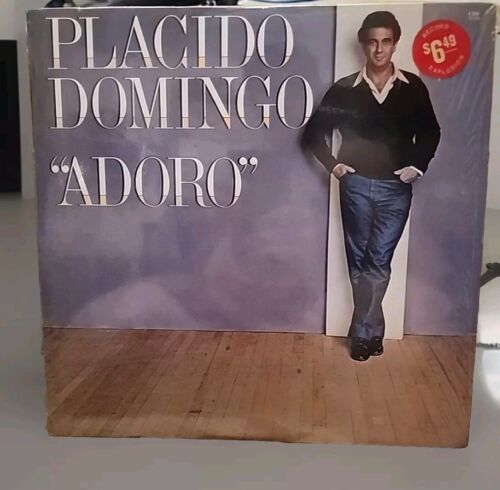 PLACIDO
DOMINGO
"ADORO"
RECORD
$6.49
EXPLOSION